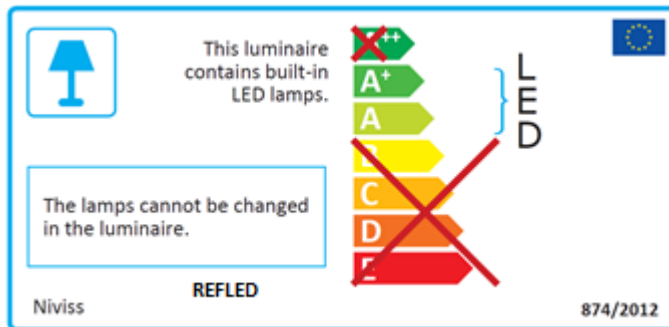 This luminaire
contains built-in
LED lamps.
A++
A+
A
B
C
D
E
LED
The lamps cannot be changed
in the luminaire.
REFLED
Niviss
874/2012